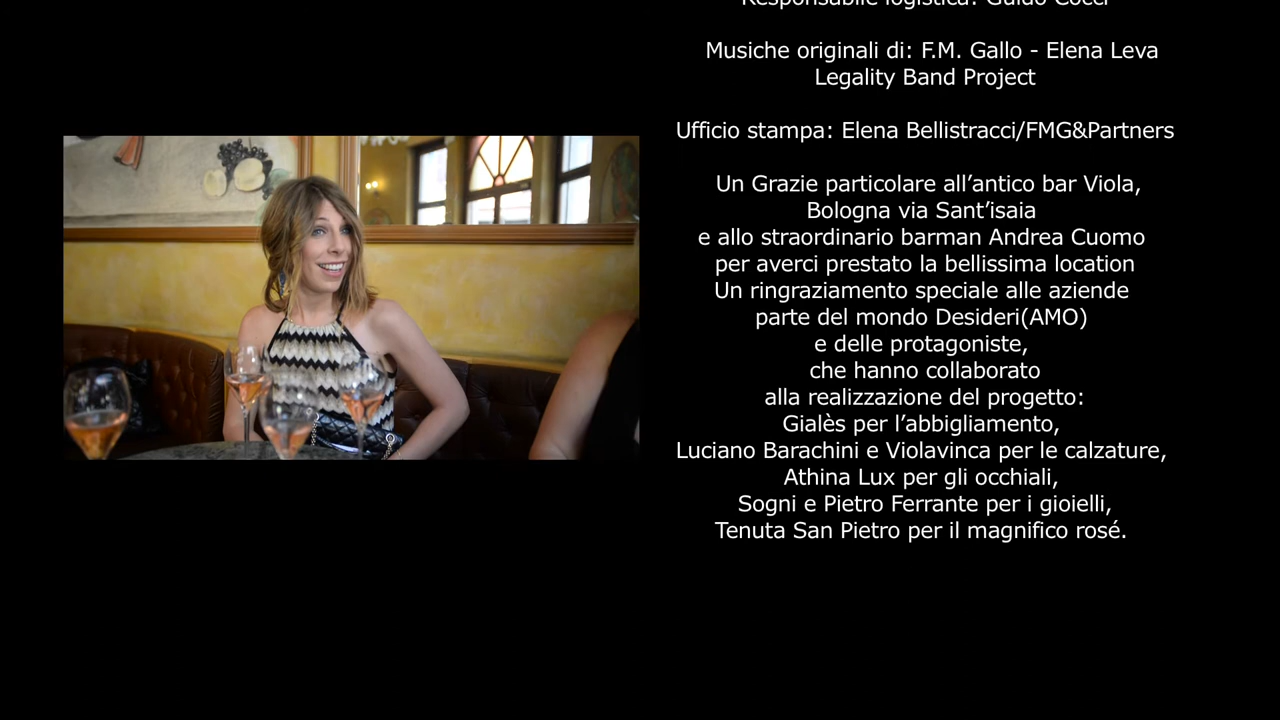 Responsabile logistica: Guido Cocci
Musiche originali di: F.M. Gallo - Elena Leva
Legality Band Project
Ufficio stampa: Elena Bellistracci/FMG&Partners
Un Grazie particolare all’antico bar Viola,
Bologna via Sant’isaia
e allo straordinario barman Andrea Cuomo
per averci prestato la bellissima location
Un ringraziamento speciale alle aziende
parte del mondo Desideri(AMO)
e delle protagoniste,
che hanno collaborato
alla realizzazione del progetto:
Gialès per l’abbigliamento,
Luciano Barachini e Violavinca per le calzature,
Athina Lux per gli occhiali,
Sogni e Pietro Ferrante per i gioielli,
Tenuta San Pietro per il magnifico rosé.